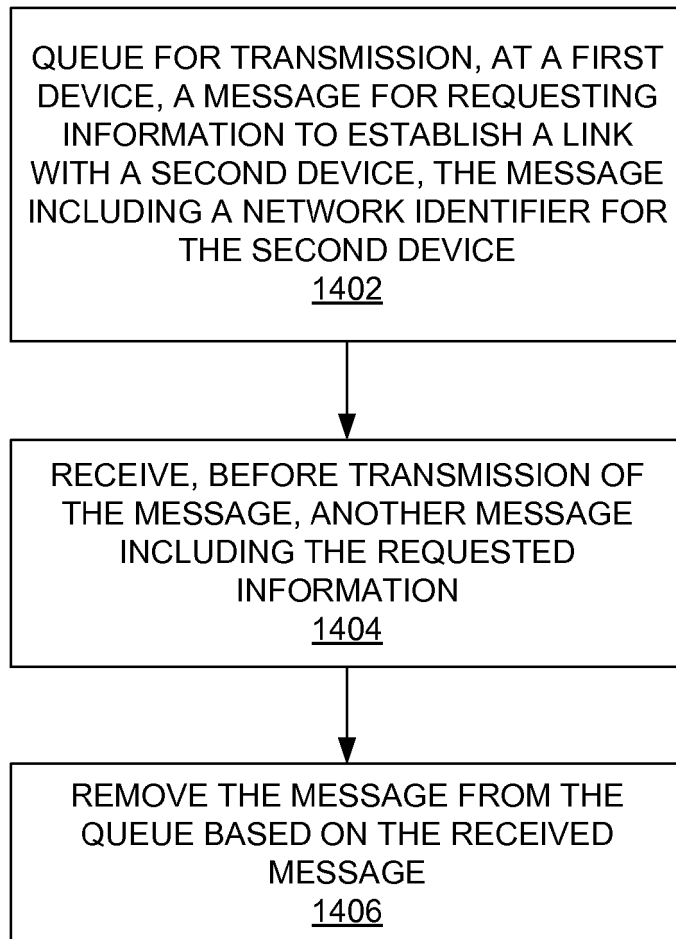 QUEUE FOR TRANSMISSION, AT A FIRST
DEVICE, A MESSAGE FOR REQUESTING
INFORMATION TO ESTABLISH A LINK
WITH A SECOND DEVICE, THE MESSAGE
INCLUDING A NETWORK IDENTIFIER FOR
THE SECOND DEVICE
1402
RECEIVE, BEFORE TRANSMISSION OF
THE MESSAGE, ANOTHER MESSAGE
INCLUDING THE REQUESTED
INFORMATION
1404
REMOVE THE MESSAGE FROM THE
QUEUE BASED ON THE RECEIVED
MESSAGE
1406